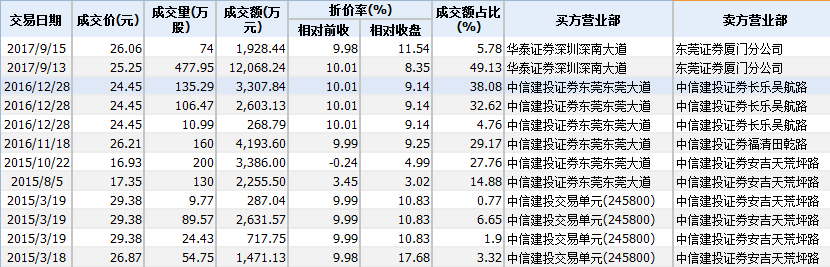 交易日期 成交价(元) 成交量(万股) 成交额(万元) 折价率(%) 成交额占比(%) 买方营业部 卖方营业部
相对前收 相对收盘
2017/9/15 26.06 74 1,928.44 9.98 11.54 5.78 华泰证券深圳深南大道 东莞证券厦门分公司
2017/9/13 25.25 477.95 12,068.24 10.01 8.35 49.13 华泰证券深圳深南大道 东莞证券厦门分公司
2016/12/28 24.45 135.29 3,307.84 10.01 9.14 38.08 中信建投证券东莞东莞大道 中信建投证券长乐吴航路
2016/12/28 24.45 106.47 2,603.13 10.01 9.14 32.62 中信建投证券东莞东莞大道 中信建投证券长乐吴航路
2016/12/28 24.45 10.99 268.79 10.01 9.14 4.76 中信建投证券东莞东莞大道 中信建投证券长乐吴航路
2016/11/18 26.21 160 4,193.60 9.99 9.25 29.17 中信建投证券东莞东莞大道 中信建投证券福清田乾路
2015/10/22 16.93 200 3,386.00 -0.24 4.99 27.76 中信建投证券东莞东莞大道 中信建投证券安吉天荒坪路
2015/8/5 17.35 130 2,255.50 3.45 3.02 14.88 中信建投证券东莞东莞大道 中信建投证券安吉天荒坪路
2015/3/19 29.38 9.77 287.04 9.99 10.83 0.77 中信建投交易单元(245800) 中信建投证券安吉天荒坪路
2015/3/19 29.38 89.57 2,631.57 9.99 10.83 6.65 中信建投交易单元(245800) 中信建投证券安吉天荒坪路
2015/3/19 29.38 24.43 717.75 9.99 10.83 1.9 中信建投交易单元(245800) 中信建投证券安吉天荒坪路
2015/3/18 26.87 54.75 1,471.13 9.98 17.68 3.32 中信建投交易单元(245800) 中信建投证券安吉天荒坪路